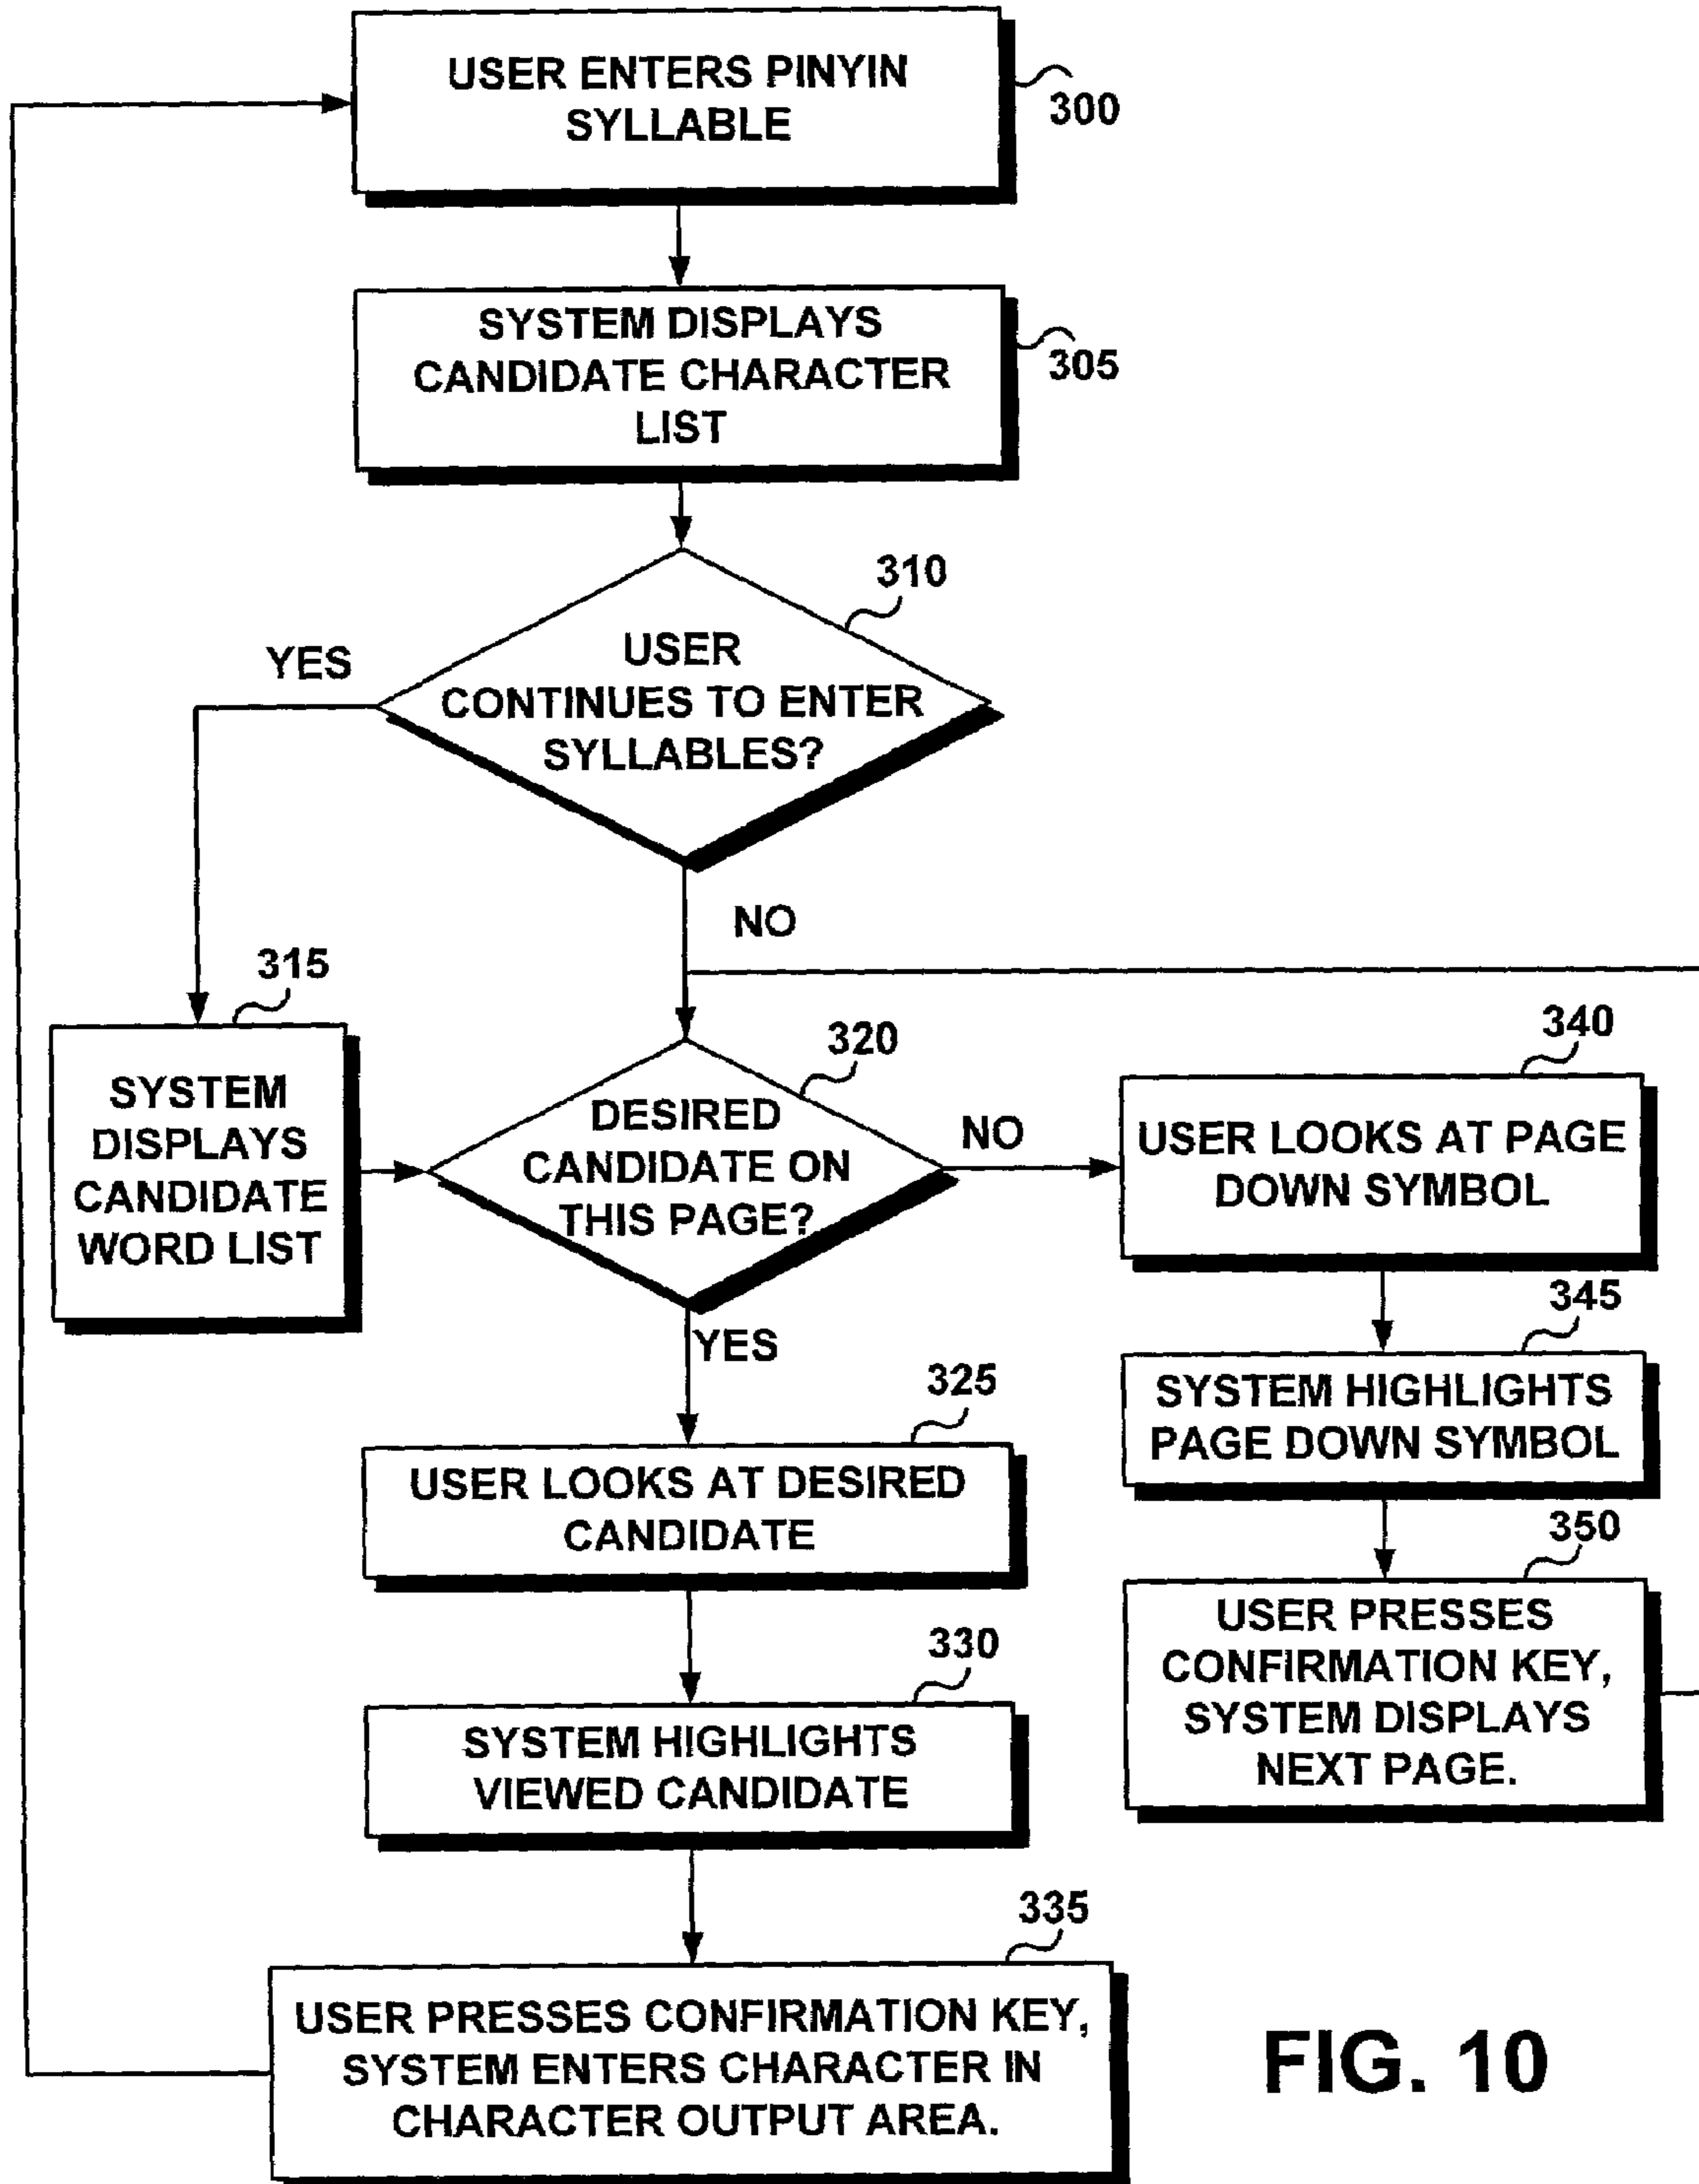 USER ENTERS PINYIN
SYLLABLE
300
SYSTEM DISPLAYS
CANDIDATE CHARACTER
LIST
305
310
USER
CONTINUES TO ENTER
SYLLABLES?
YES
NO
315
SYSTEM
DISPLAYS
CANDIDATE
WORD LIST
320
DESIRED
CANDIDATE ON
THIS PAGE?
NO
YES
340
USER LOOKS AT PAGE
DOWN SYMBOL
345
SYSTEM HIGHLIGHTS
PAGE DOWN SYMBOL
350
USER PRESSES
CONFIRMATION KEY,
SYSTEM DISPLAYS
NEXT PAGE.
325
USER LOOKS AT DESIRED
CANDIDATE
330
SYSTEM HIGHLIGHTS
VIEWED CANDIDATE
335
USER PRESSES CONFIRMATION KEY,
SYSTEM ENTERS CHARACTER IN
CHARACTER OUTPUT AREA.
FIG. 10